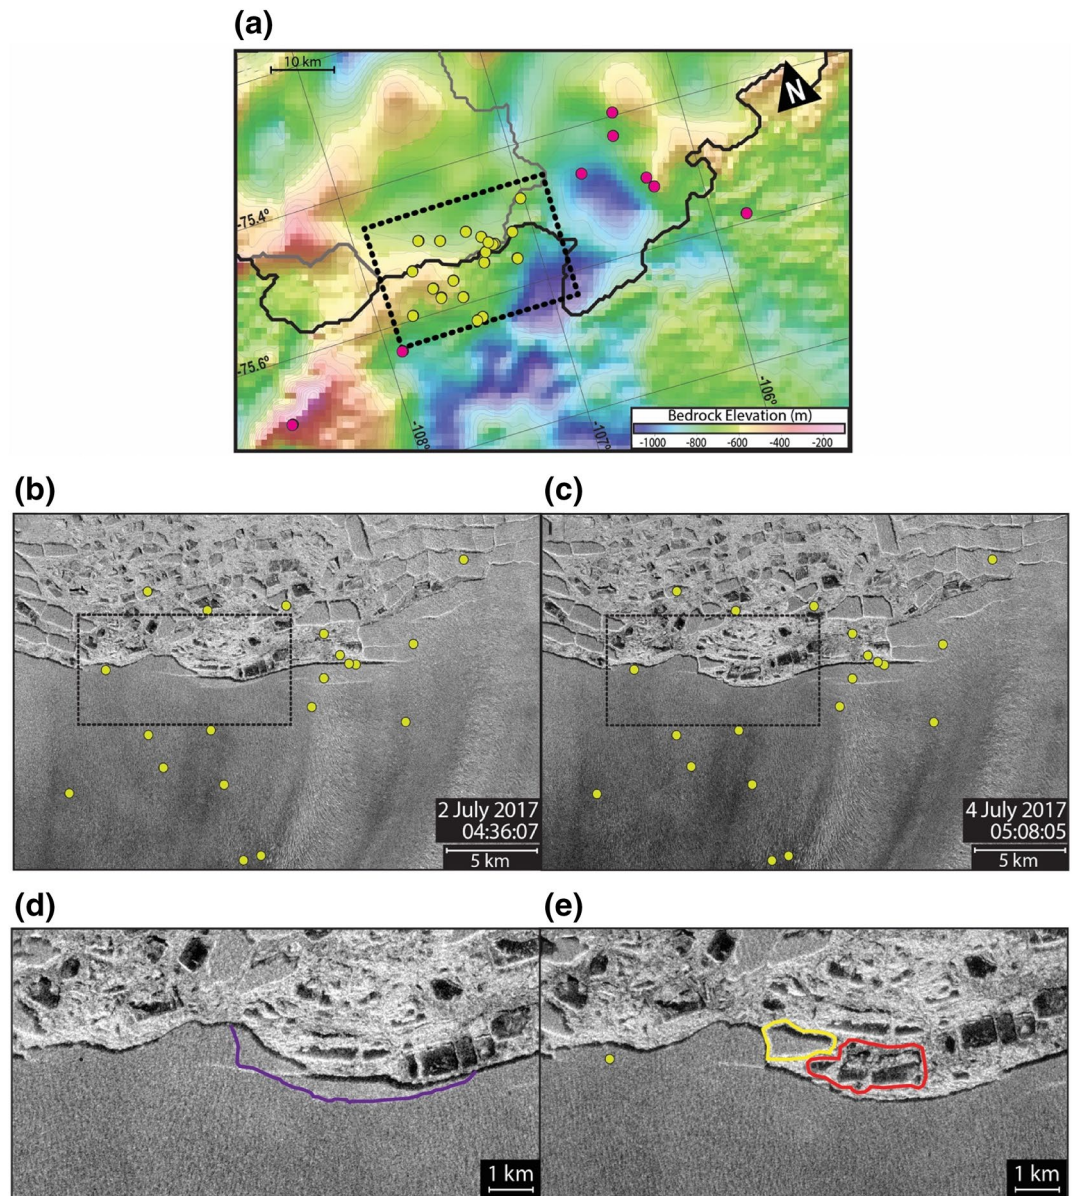 (a)
10 km
N
-75.4°
-75.6°
-108°
-107°
-106°
Bedrock Elevation (m)
-1000 -800 -600 -400 -200
(b)
(c)
2 July 2017
04:36:07
5 km
4 July 2017
05:08:05
5 km
(d)
(e)
1 km
1 km